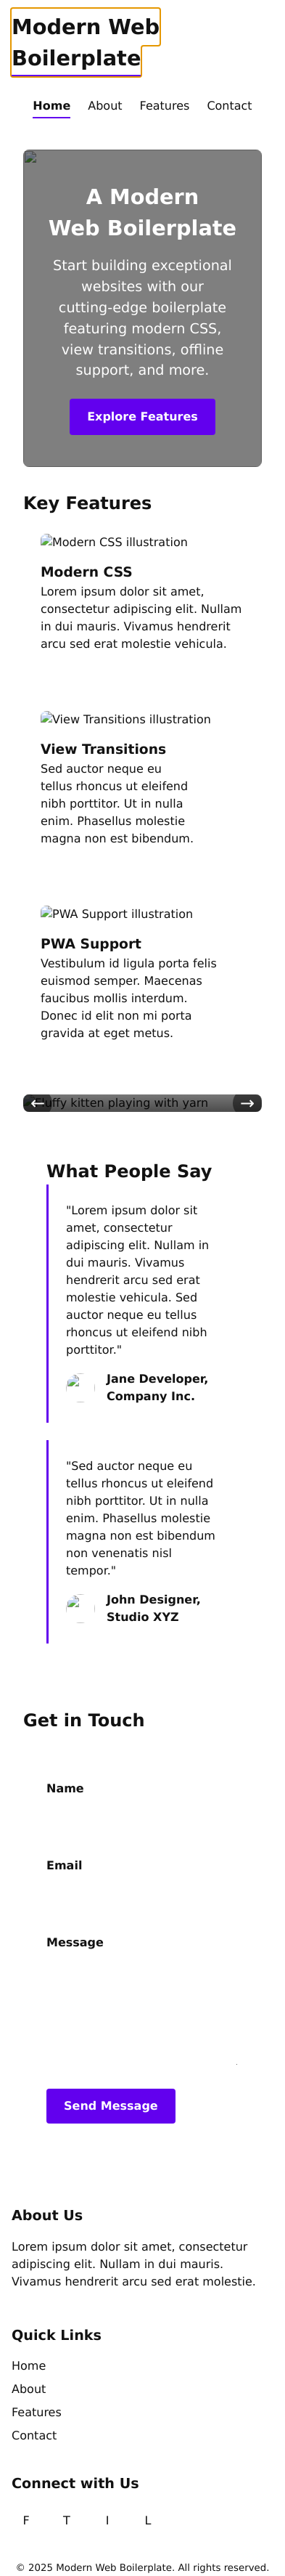 Modern Web
Boilerplate
Home About Features Contact
A Modern
Web Boilerplate
Start building exceptional
websites with our
cutting-edge boilerplate
featuring modern CSS,
view transitions, offline
support, and more.
Explore Features
Key Features
Modern CSS illustration
Modern CSS
Lorem ipsum dolor sit amet,
consectetur adipiscing elit. Nullam
in dui mauris. Vivamus hendrerit
arcu sed erat molestie vehicula.
View Transitions illustration
View Transitions
Sed auctor neque eu
tellus rhoncus ut eleifend
nibh porttitor. Ut in nulla
enim. Phasellus molestie
magna non est bibendum.
PWA Support illustration
PWA Support
Vestibulum id ligula porta felis
euismod semper. Maecenas
faucibus mollis interdum.
Donec id elit non mi porta
gravida at eget metus.
← Fluffy kitten playing with yarn →
What People Say
"Lorem ipsum dolor sit
amet, consectetur
adipiscing elit. Nullam in
dui mauris. Vivamus
hendrerit arcu sed erat
molestie vehicula. Sed
auctor neque eu tellus
rhoncus ut eleifend nibh
porttitor."
Jane Developer,
Company Inc.
"Sed auctor neque eu
tellus rhoncus ut eleifend
nibh porttitor. Ut in nulla
enim. Phasellus molestie
magna non est bibendum
non venenatis nisl
tempor."
John Designer,
Studio XYZ
Get in Touch
Name
Email
Message
Send Message
About Us
Lorem ipsum dolor sit amet, consectetur
adipiscing elit. Nullam in dui mauris.
Vivamus hendrerit arcu sed erat molestie.
Quick Links
Home
About
Features
Contact
Connect with Us
F T I L
© 2025 Modern Web Boilerplate. All rights reserved.